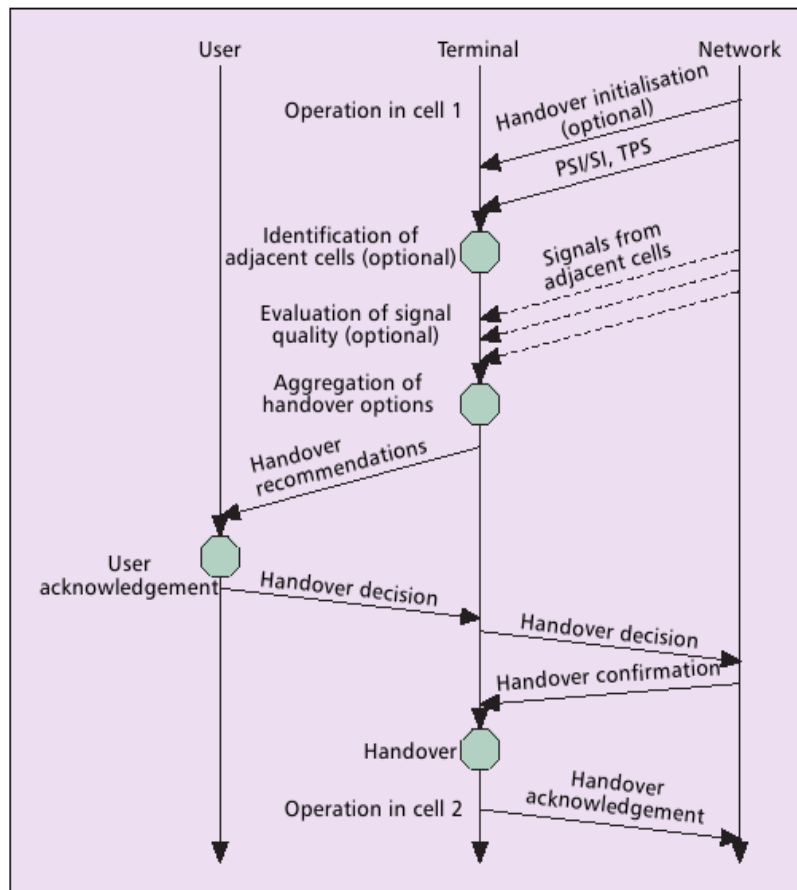 User
Terminal
Network
Operation in cell 1
Handover initialisation
(optional)
PSI/SI, TPS
Identification of
adjacent cells (optional)
Signals from
adjacent cells
Evaluation of signal
quality (optional)
Aggregation of
handover options
Handover
recommendations
User
acknowledgement
Handover decision
Handover decision
Handover confirmation
Handover
Operation in cell 2
Handover
acknowledgement